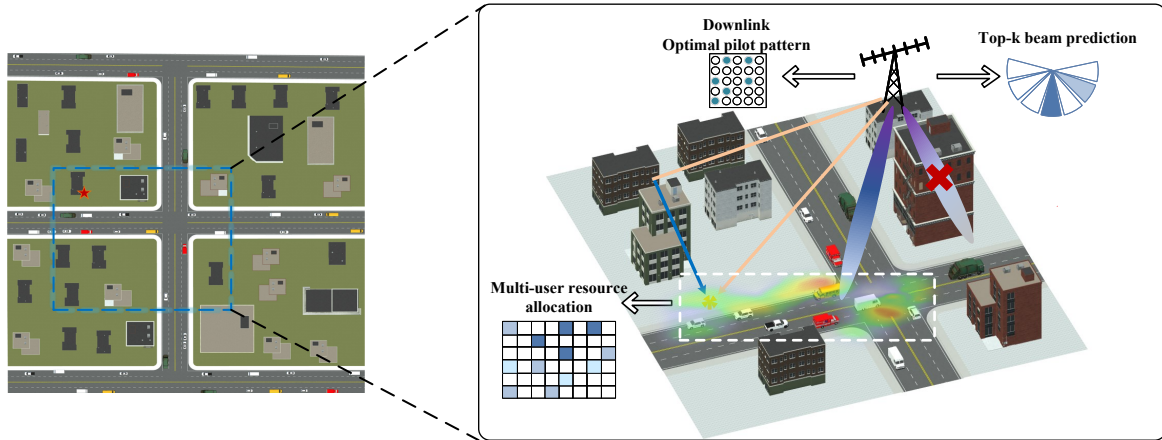 Downlink
Optimal pilot pattern
Top-k beam prediction
Multi-user resource
allocation